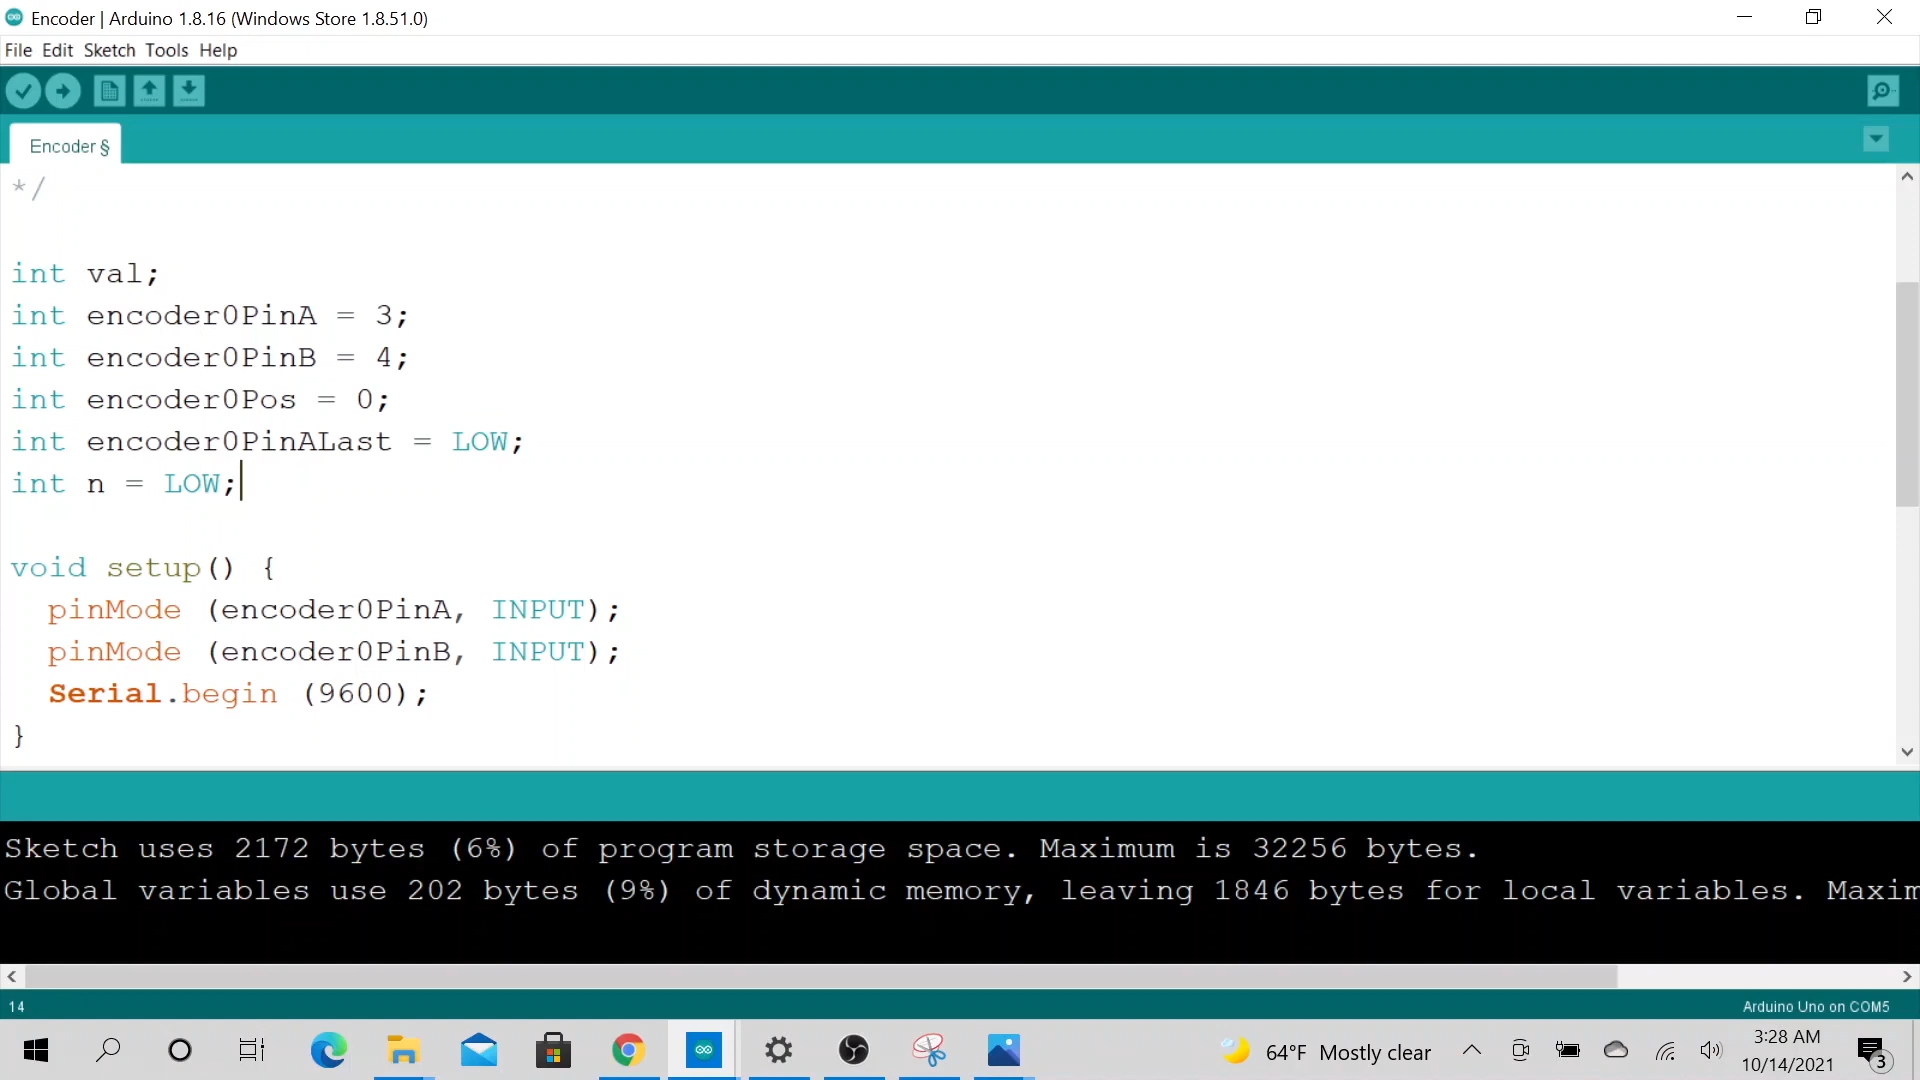 Encoder | Arduino 1.8.16 (Windows Store 1.8.51.0)
File Edit Sketch Tools Help
Encoder §
*/
int val;
int encoder0PinA = 3;
int encoder0PinB = 4;
int encoder0Pos = 0;
int encoder0PinALast = LOW;
int n = LOW;
void setup() {
pinMode (encoder0PinA, INPUT);
pinMode (encoder0PinB, INPUT);
Serial.begin (9600);
}
Sketch uses 2172 bytes (6%) of program storage space. Maximum is 32256 bytes.
Global variables use 202 bytes (9%) of dynamic memory, leaving 1846 bytes for local variables. Maxim
14
Arduino Uno on COM5
64°F Mostly clear
3:28 AM
10/14/2021
3